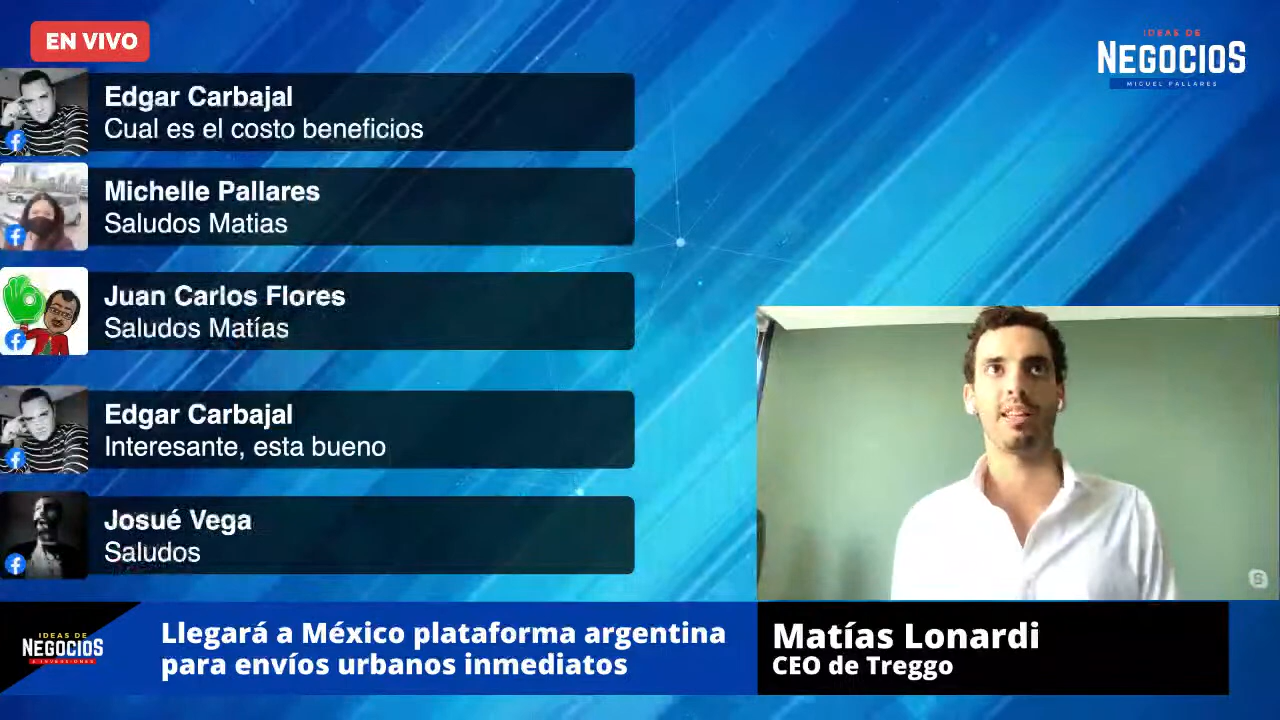 EN VIVO
IDEAS DE
NEGOCIOS
MIGUEL PALLARES
Edgar Carbajal
Cual es el costo beneficios
Michelle Pallares
Saludos Matias
Juan Carlos Flores
Saludos Matías
Edgar Carbajal
Interesante, esta bueno
Josué Vega
Saludos
IDEAS DE
NEGOCIOS
E INVERSIONES
Llegará a México plataforma argentina
para envíos urbanos inmediatos
Matías Lonardi
CEO de Treggo